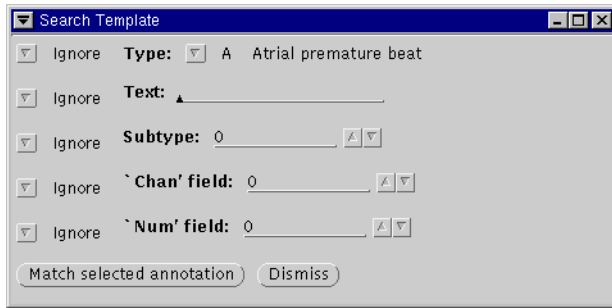 Search Template
Ignore Type: A Atrial premature beat
Ignore Text:
Ignore Subtype: 0
Ignore `Chan' field: 0
Ignore `Num' field: 0
Match selected annotation Dismiss